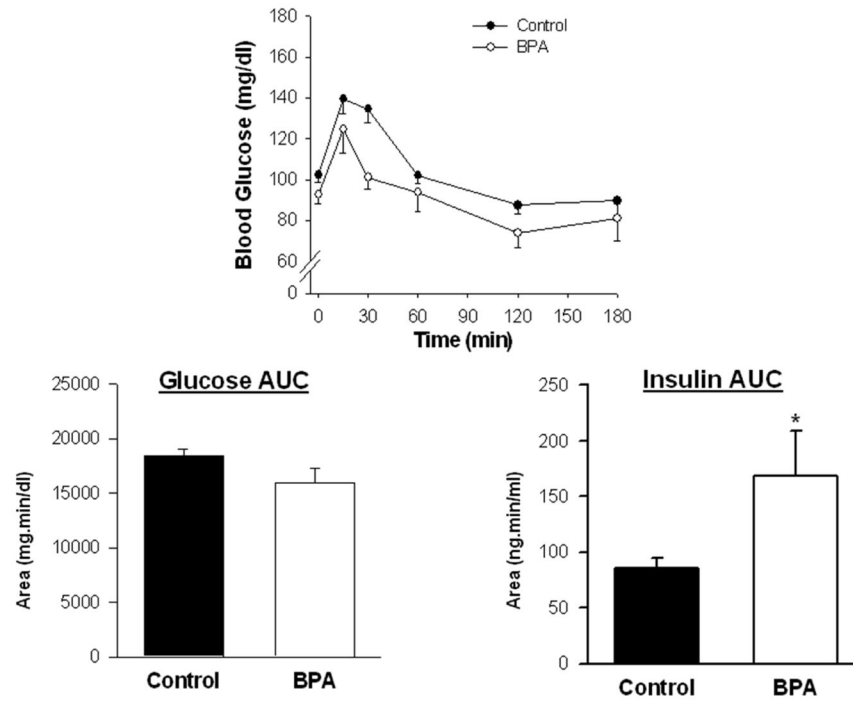 Control
BPA
Blood Glucose (mg/dl)
180
160
140
120
100
80
60
0
0 30 60 90 120 150 180
Time (min)
Glucose AUC
Area (mg.min/dl)
25000
20000
15000
10000
5000
0
Control BPA
Insulin AUC
Area (ng.min/ml)
250
200
150
100
50
0
*
Control BPA